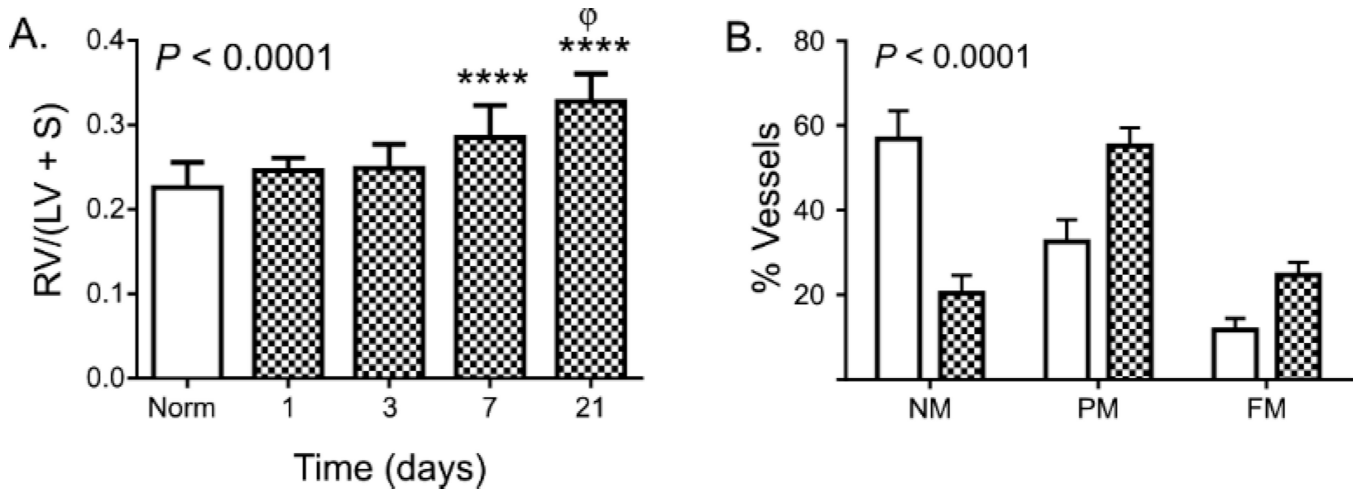 A.
P < 0.0001
φ
****
****
RV/(LV + S)
0.4
0.3
0.2
0.1
0.0
Norm 1 3 7 21
Time (days)
B.
P < 0.0001
% Vessels
80
60
40
20
NM PM FM